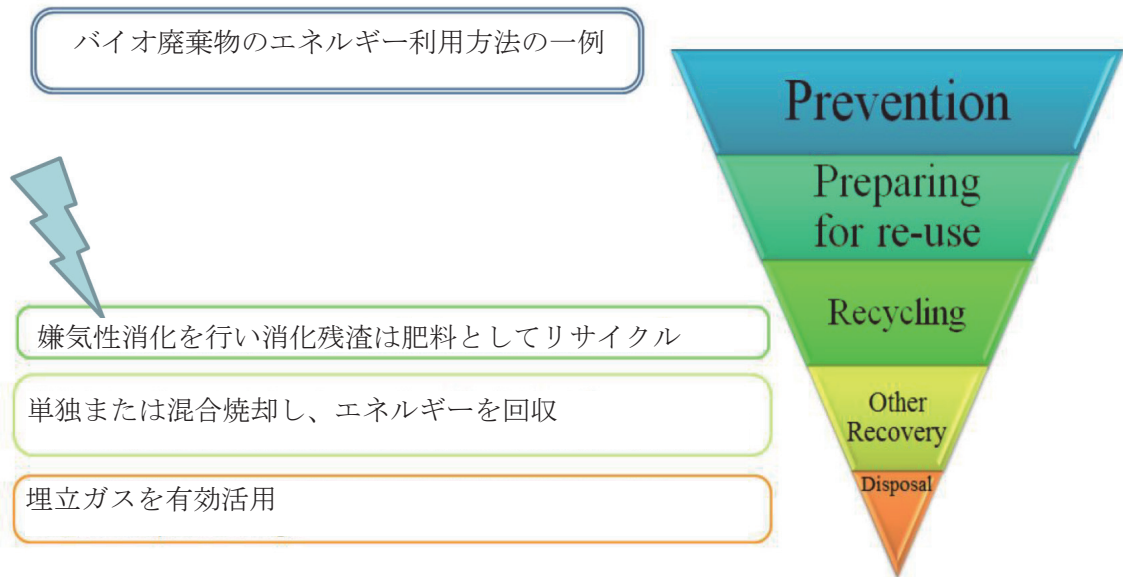 バイオ廃棄物のエネルギー利用方法の一例
Prevention
Preparing
for re-use
嫌気性消化を行い消化残渣は肥料としてリサイクル
Recycling
単独または混合焼却し、エネルギーを回収
Other
Recovery
埋立ガスを有効活用
Disposal